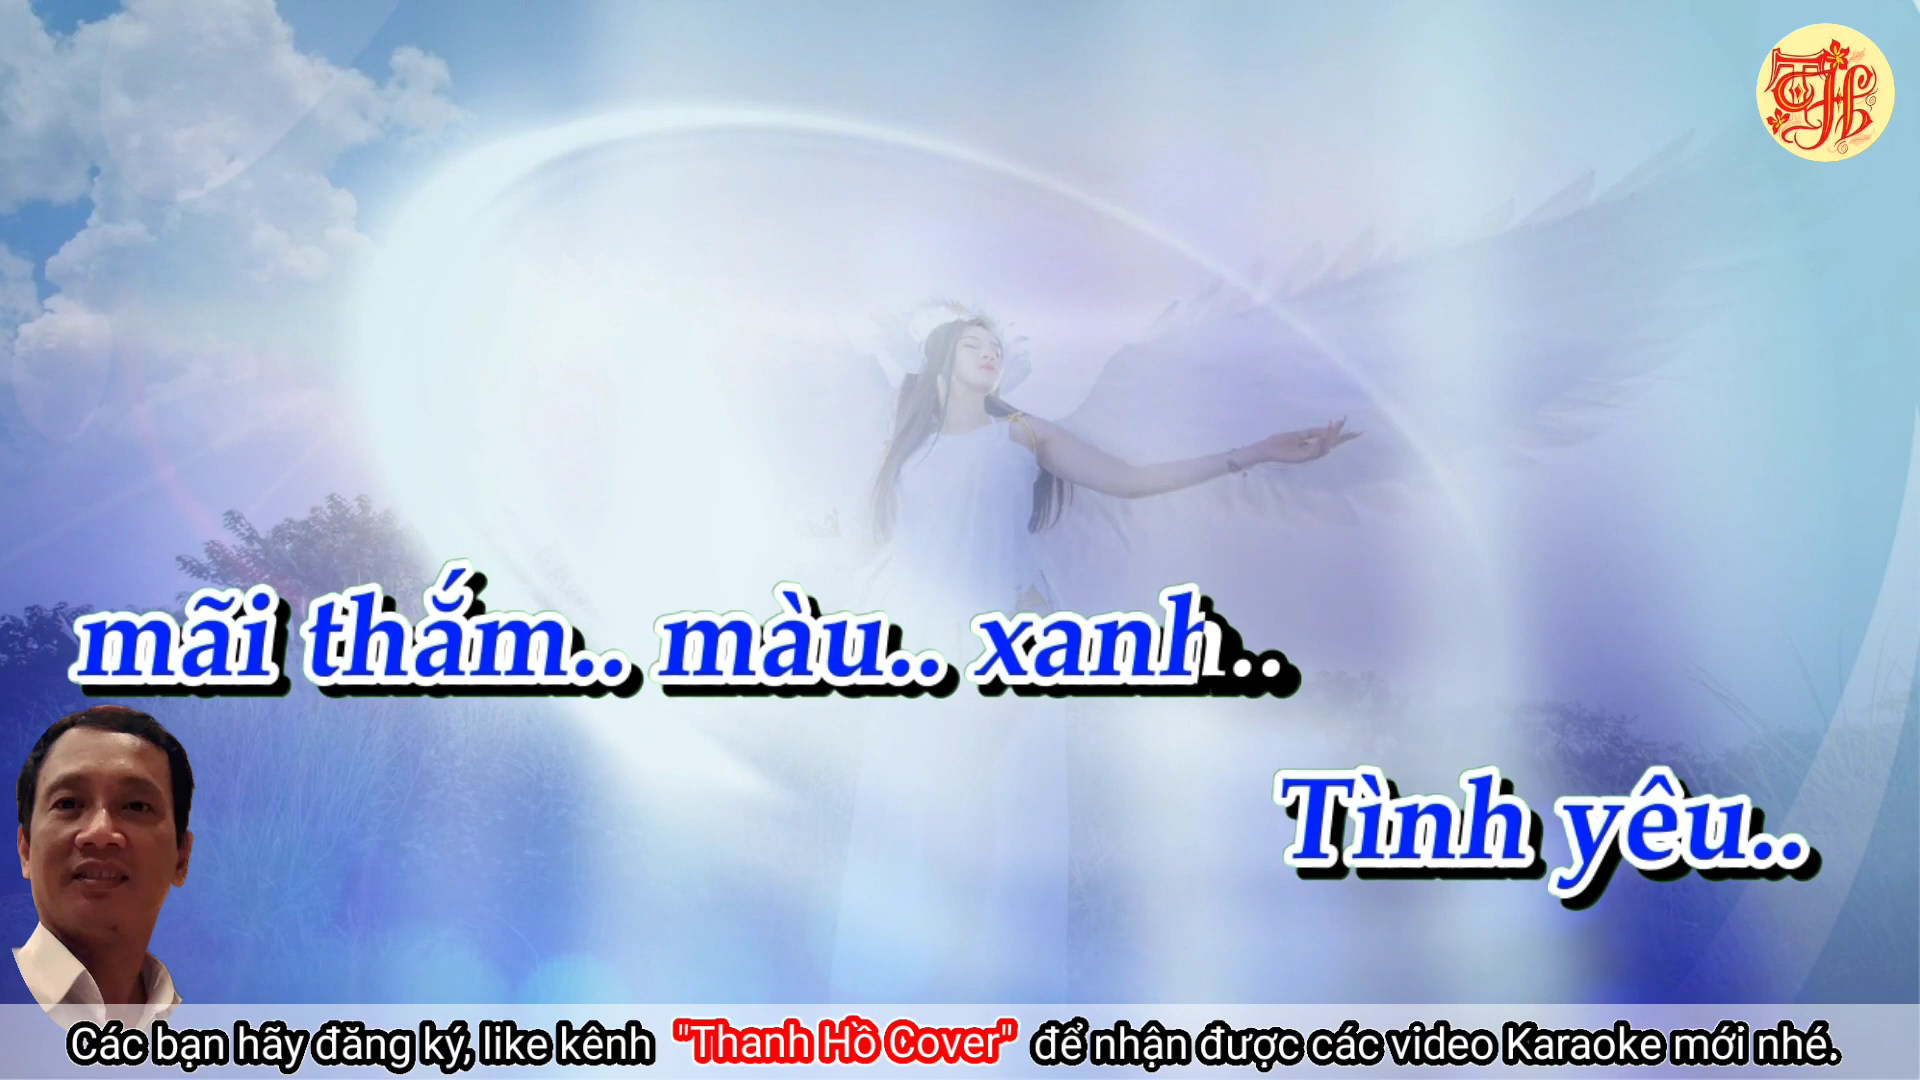 TH
mãi thắm.. màu.. xanh..
Tình yêu..
Các bạn hãy đăng ký, like kênh "Thanh Hồ Cover" để nhận được các video Karaoke mới nhé.